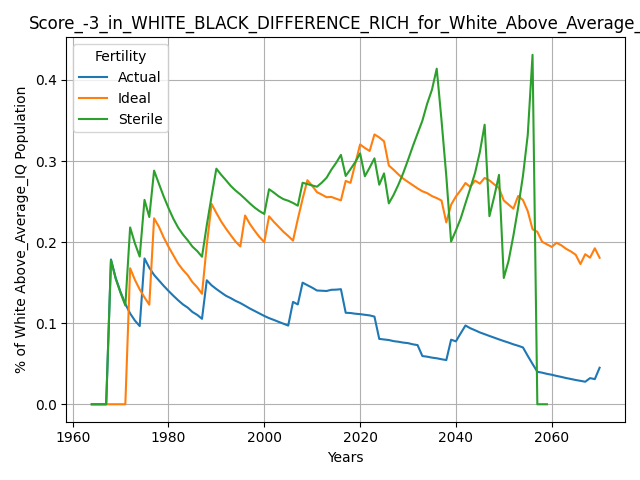 Score_-3_in_WHITE_BLACK_DIFFERENCE_RICH_for_White_Above_Average_
Fertility
Actual
Ideal
Sterile
% of White Above_Average_IQ Population
0.4
0.3
0.2
0.1
0.0
1960 1980 2000 2020 2040 2060
Years